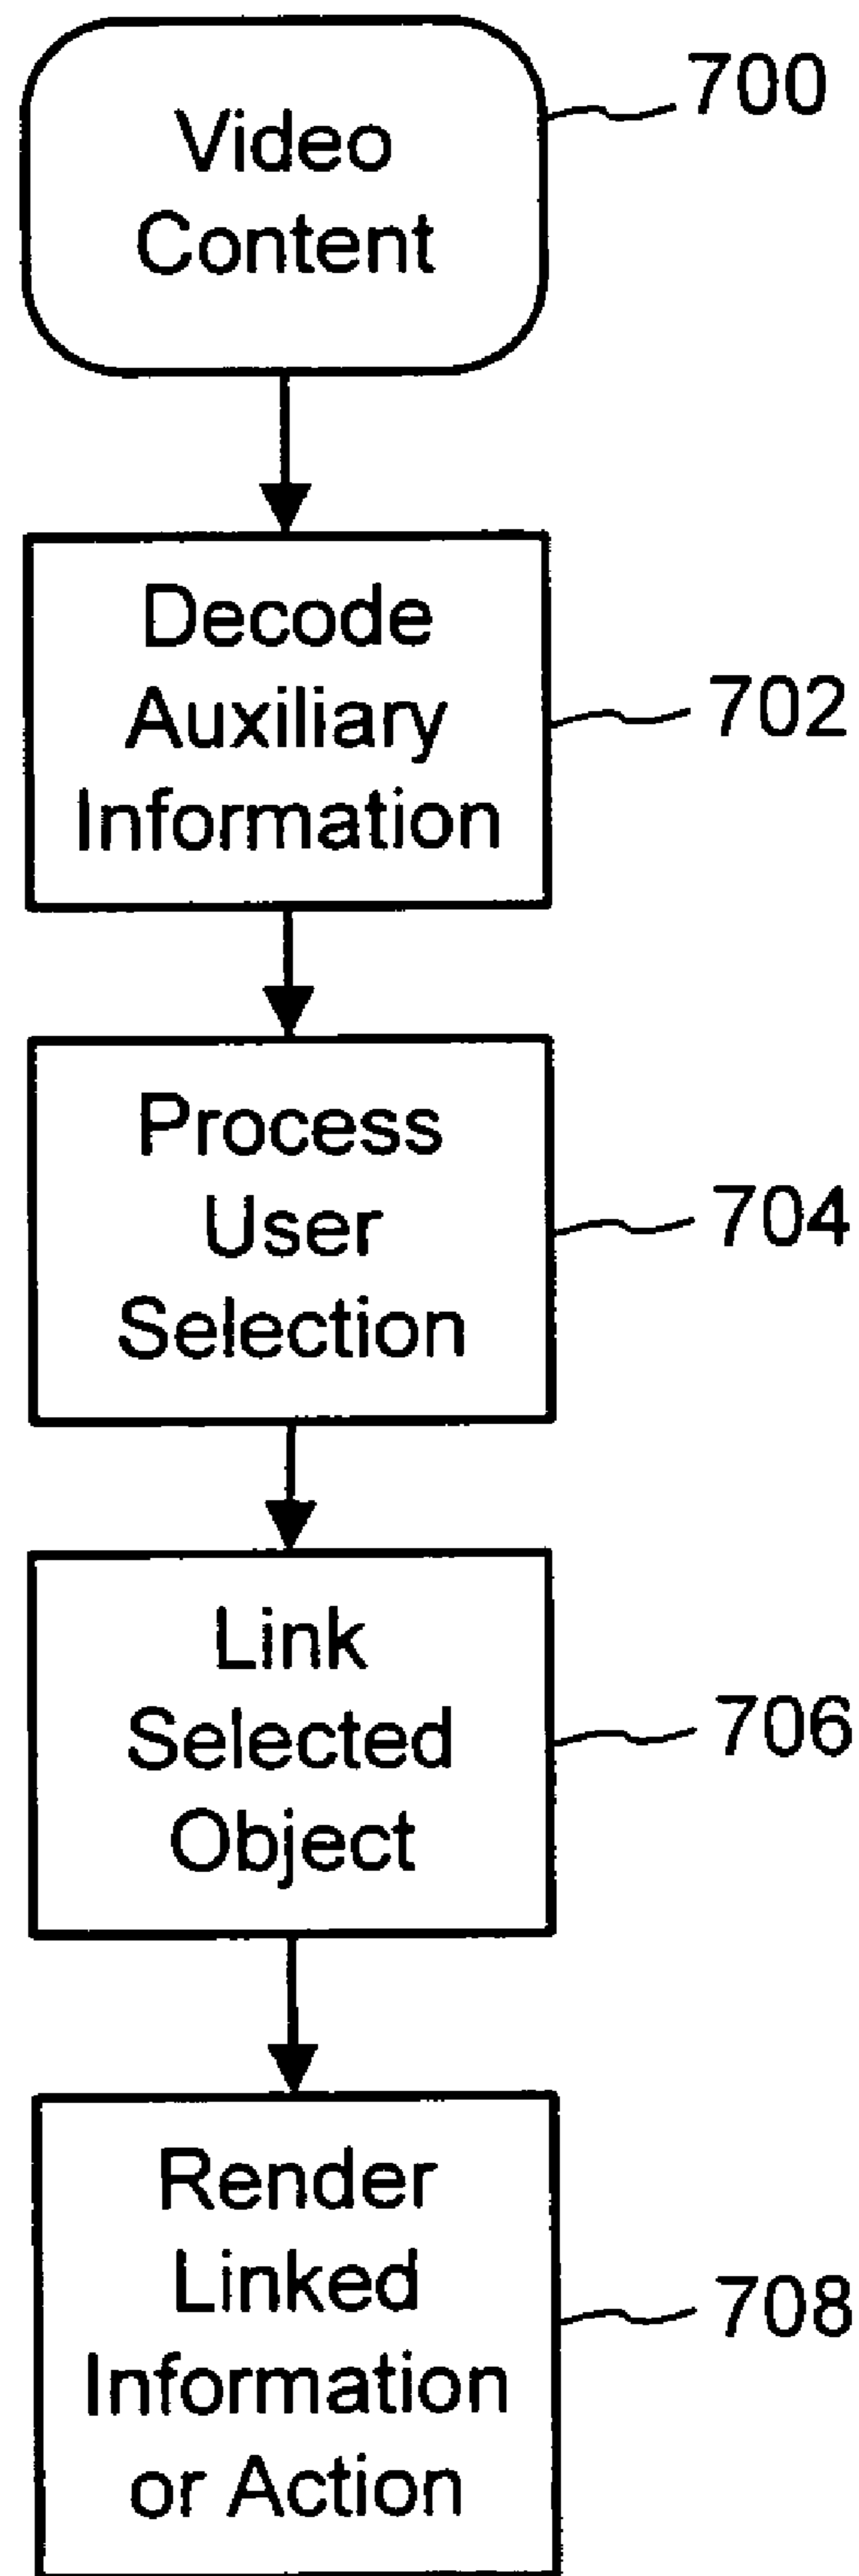 Video
Content
700
Decode
Auxiliary
Information
702
Process
User
Selection
704
Link
Selected
Object
706
Render
Linked
Information
or Action
708